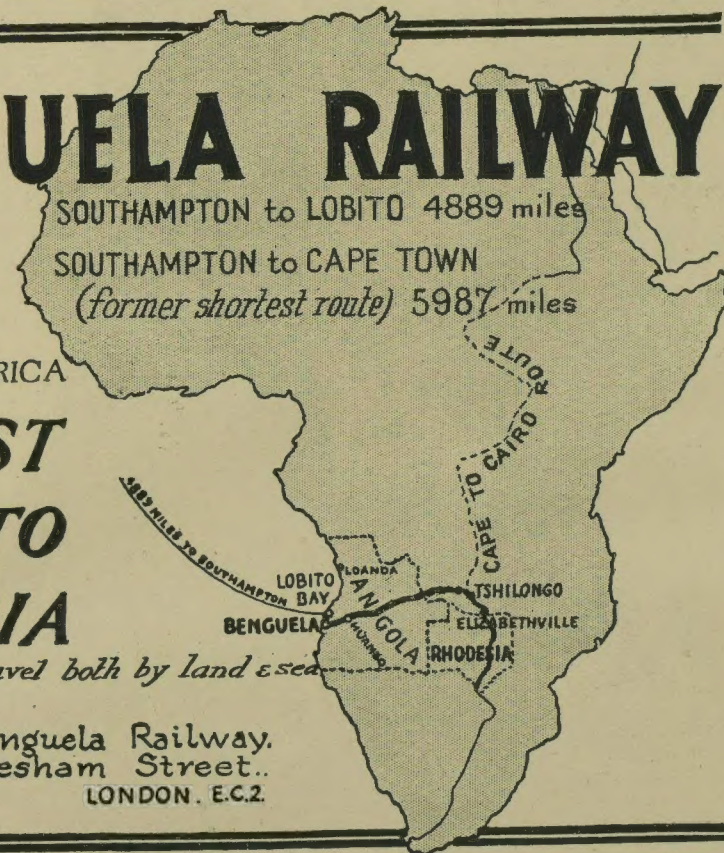 UELA RAILWAY
SOUTHAMPTON to LOBITO 4889 miles
SOUTHAMPTON to CAPE TOWN
(former shortest route) 5987 miles
RICA
ST
TO
IA
avel both by land & sea
nguela Railway.
esham Street..
LONDON. E.C.2.
4889 MILES TO SOUTHAMPTON
CAPE TO CAIRO ROUTE
LOANDA
LOBITO
BAY
BENGUELA
ANGOLA
HUAMBO
TSHILONGO
ELIZABETHVILLE
RHODESIA